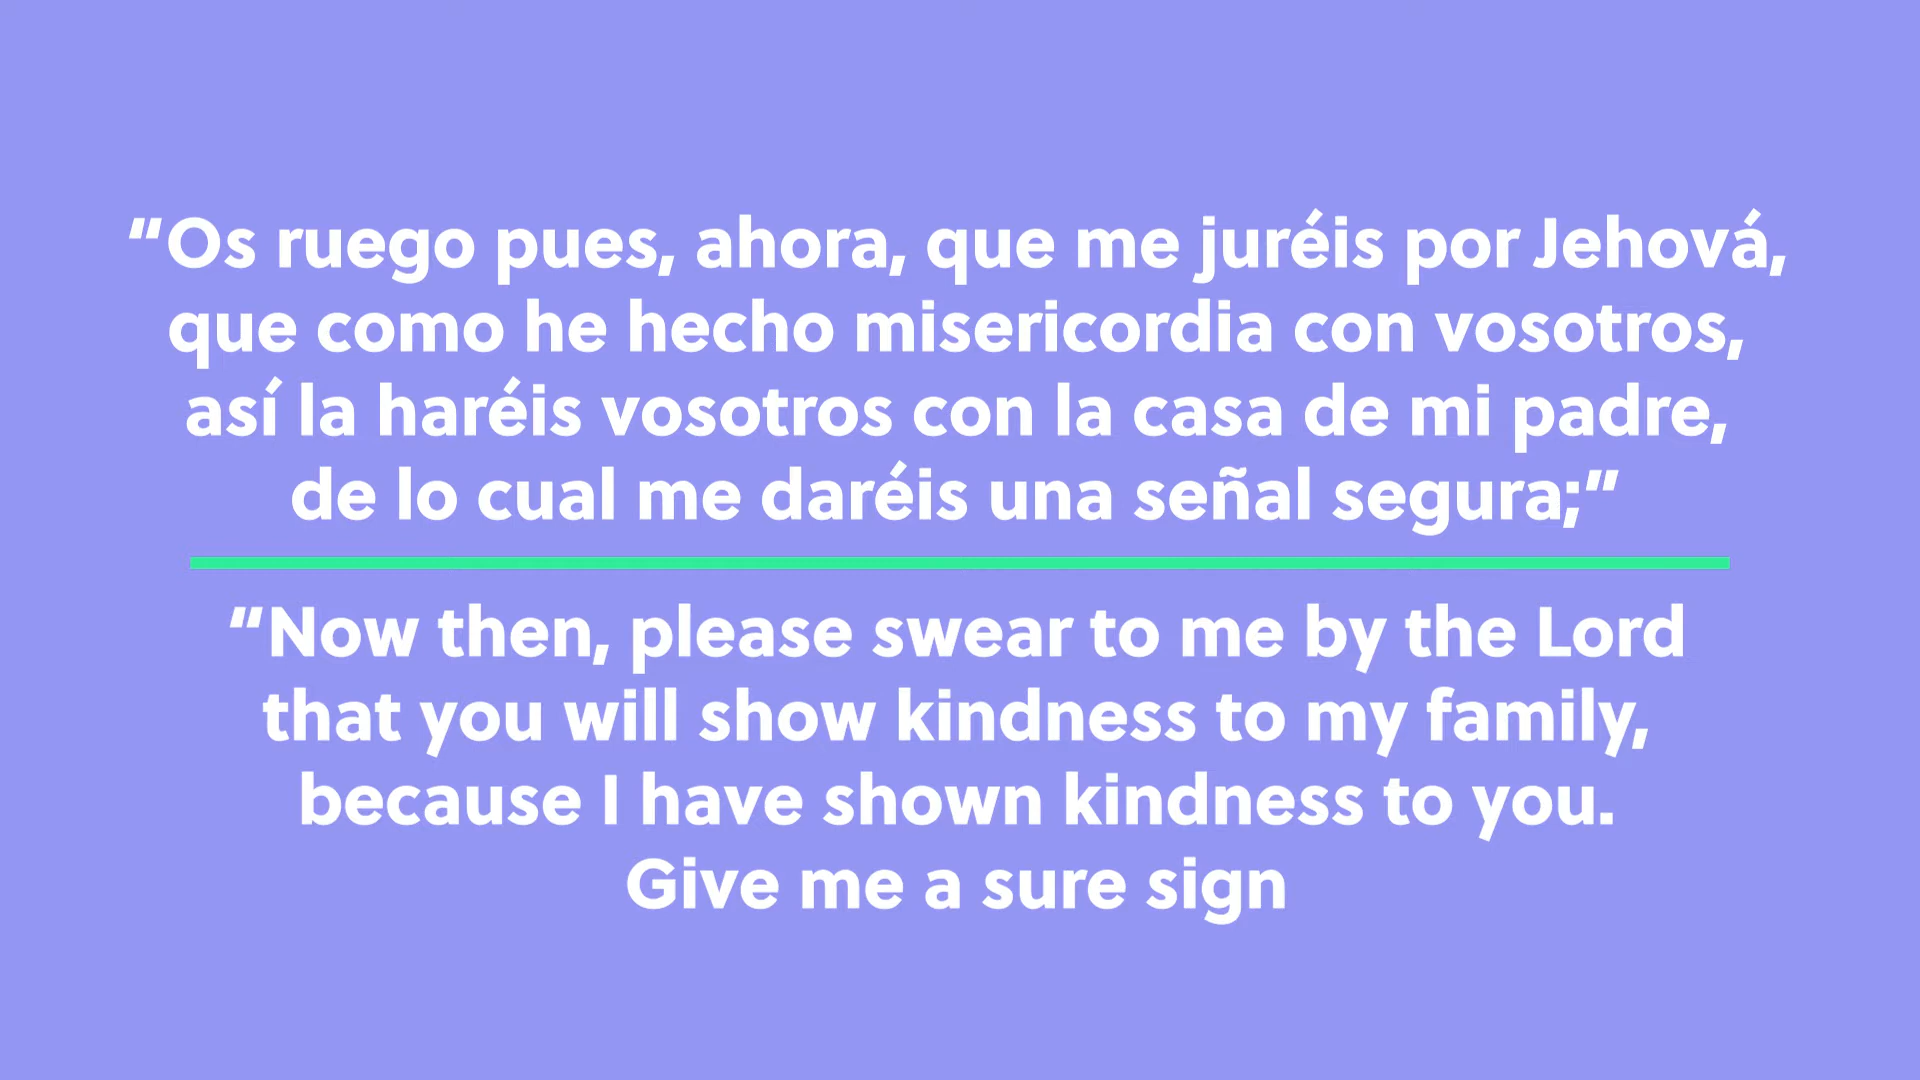 “Os ruego pues, ahora, que me juréis por Jehová,
que como he hecho misericordia con vosotros,
así la haréis vosotros con la casa de mi padre,
de lo cual me daréis una señal segura;”
“Now then, please swear to me by the Lord
that you will show kindness to my family,
because I have shown kindness to you.
Give me a sure sign